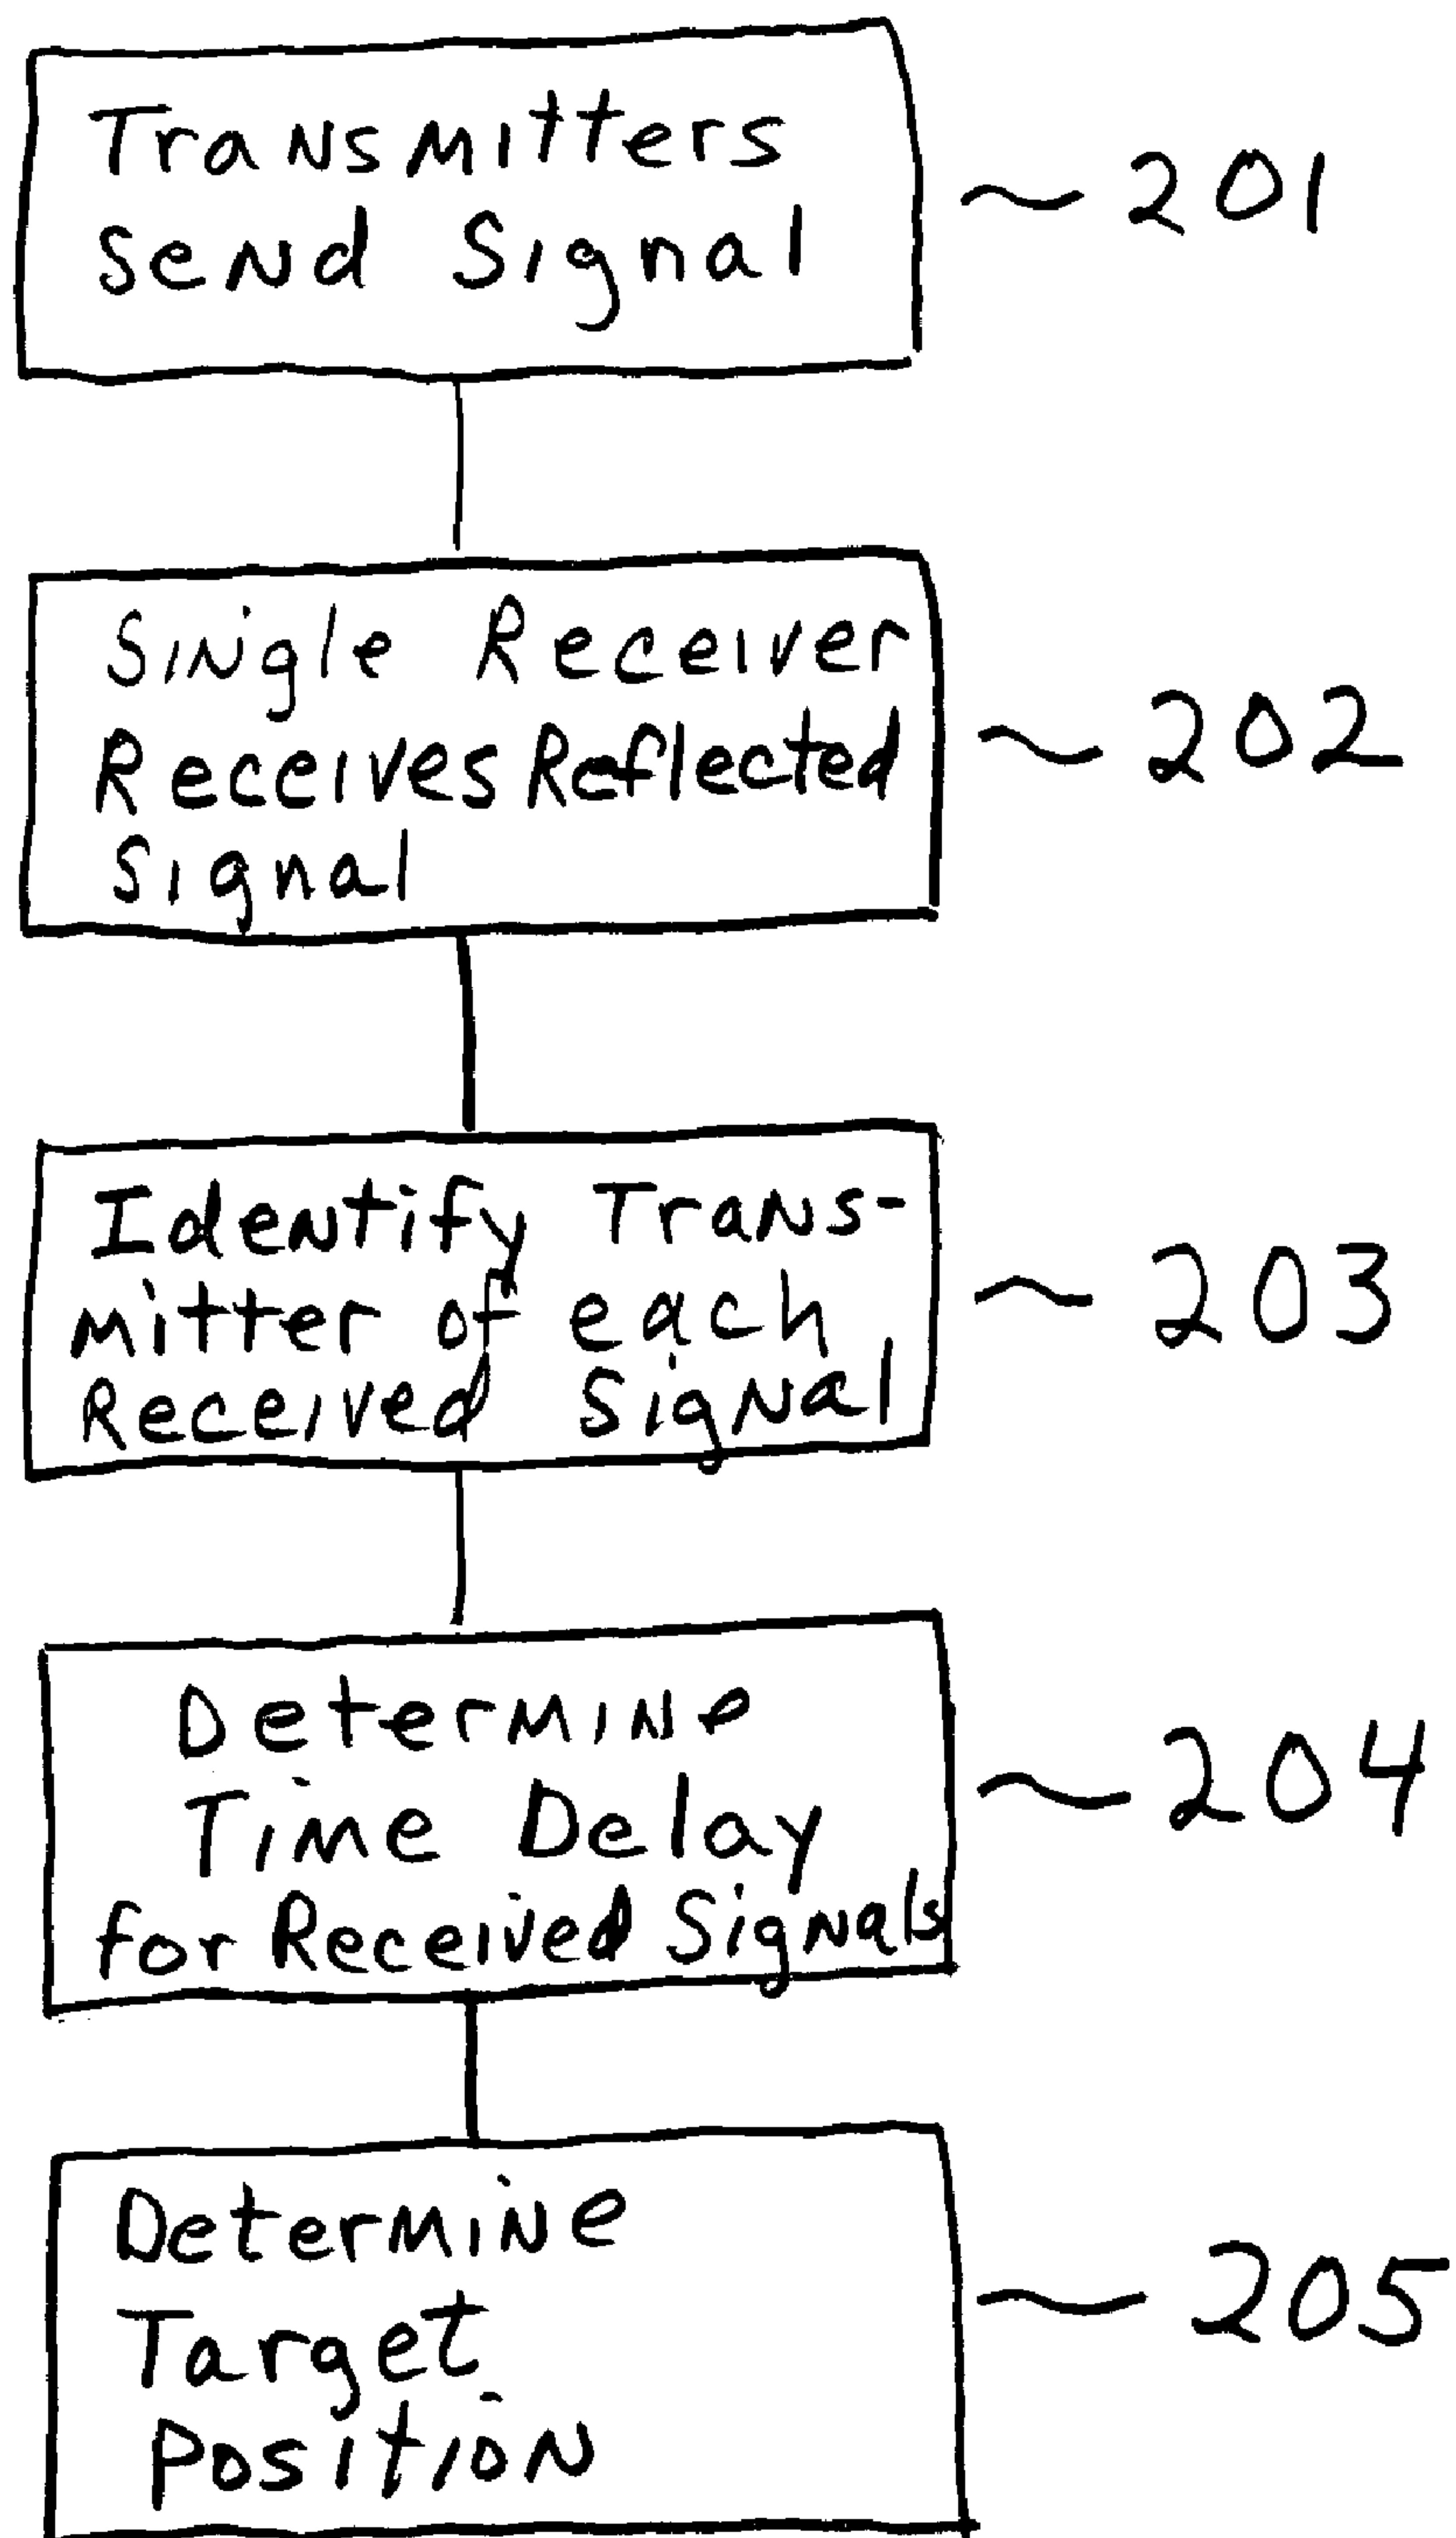 Transmitters
Send Signal
~ 201
Single Receiver
Receives Reflected
Signal
~ 202
Identify Trans-
mitter of each
Received Signal
~ 203
Determine
Time Delay
for Received Signals
~ 204
Determine
Target
Position
~ 205